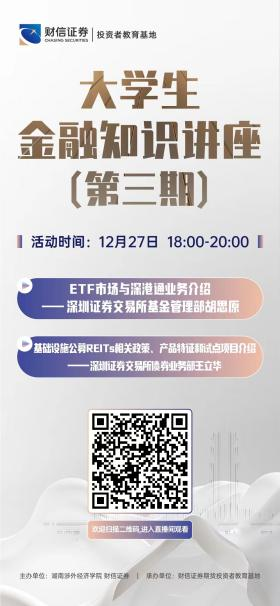 财信证券 | 投资者教育基地
CHASING SECURITIES
大学生
金融知识讲座
(第三期)
活动时间：12月27日 18:00-20:00
ETF市场与深港通业务介绍
—— 深圳证券交易所基金管理部胡思原
基础设施公募REITs相关政策、产品特征和试点项目介绍
——深圳证券交易所债券业务部王立华
欢迎扫描二维码,进入直播间观看
主办单位：湖南涉外经济学院 财信证券 | 承办单位：财信证券期货投资者教育基地